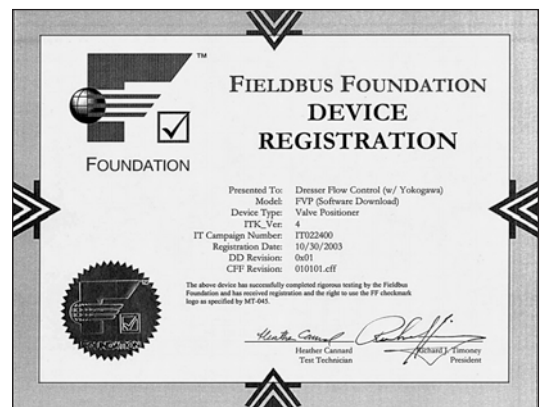 TM
FOUNDATION
FIELDBUS FOUNDATION
DEVICE
REGISTRATION
Presented To: Dresser Flow Control (w/ Yokogawa)
Model: FVP (Software Download)
Device Type: Valve Positioner
ITK_Ver: 4
IT Campaign Number: IT022400
Registration Date: 10/30/2003
DD Revision: 0x01
CFF Revision: 010101.cff
The above device has successfully completed rigorous testing by the Fieldbus
Foundation and has received registration and the right to use the FF checkmark
logo as specified by MT-045.
Heather Cannard
Heather Cannard
Test Technician
Richard J. Timoney
President
FOUNDATION